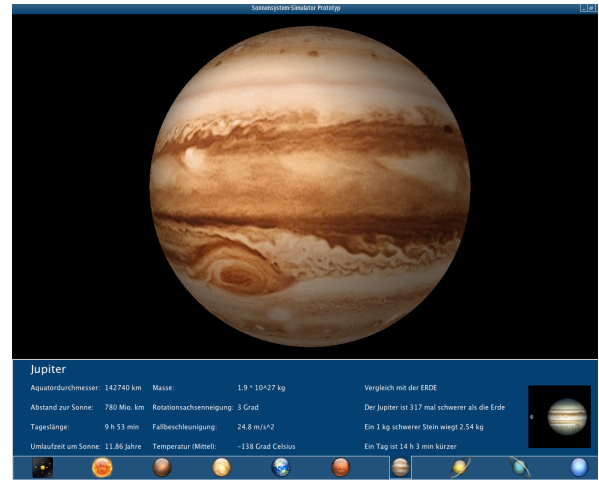 Sonnensystem-Simulator Prototyp
Jupiter
Aquatordurchmesser: 142740 km Masse: 1.9 * 10^27 kg Vergleich mit der ERDE
Abstand zur Sonne: 780 Mio. km Rotationsachsenneigung: 3 Grad Der Jupiter ist 317 mal schwerer als die Erde
Tageslänge: 9 h 53 min Fallbeschleunigung: 24.8 m/s^2 Ein 1 kg schwerer Stein wiegt 2.54 kg
Umlaufzeit um Sonne: 11.86 Jahre Temperatur (Mittel): -138 Grad Celsius Ein Tag ist 14 h 3 min kürzer